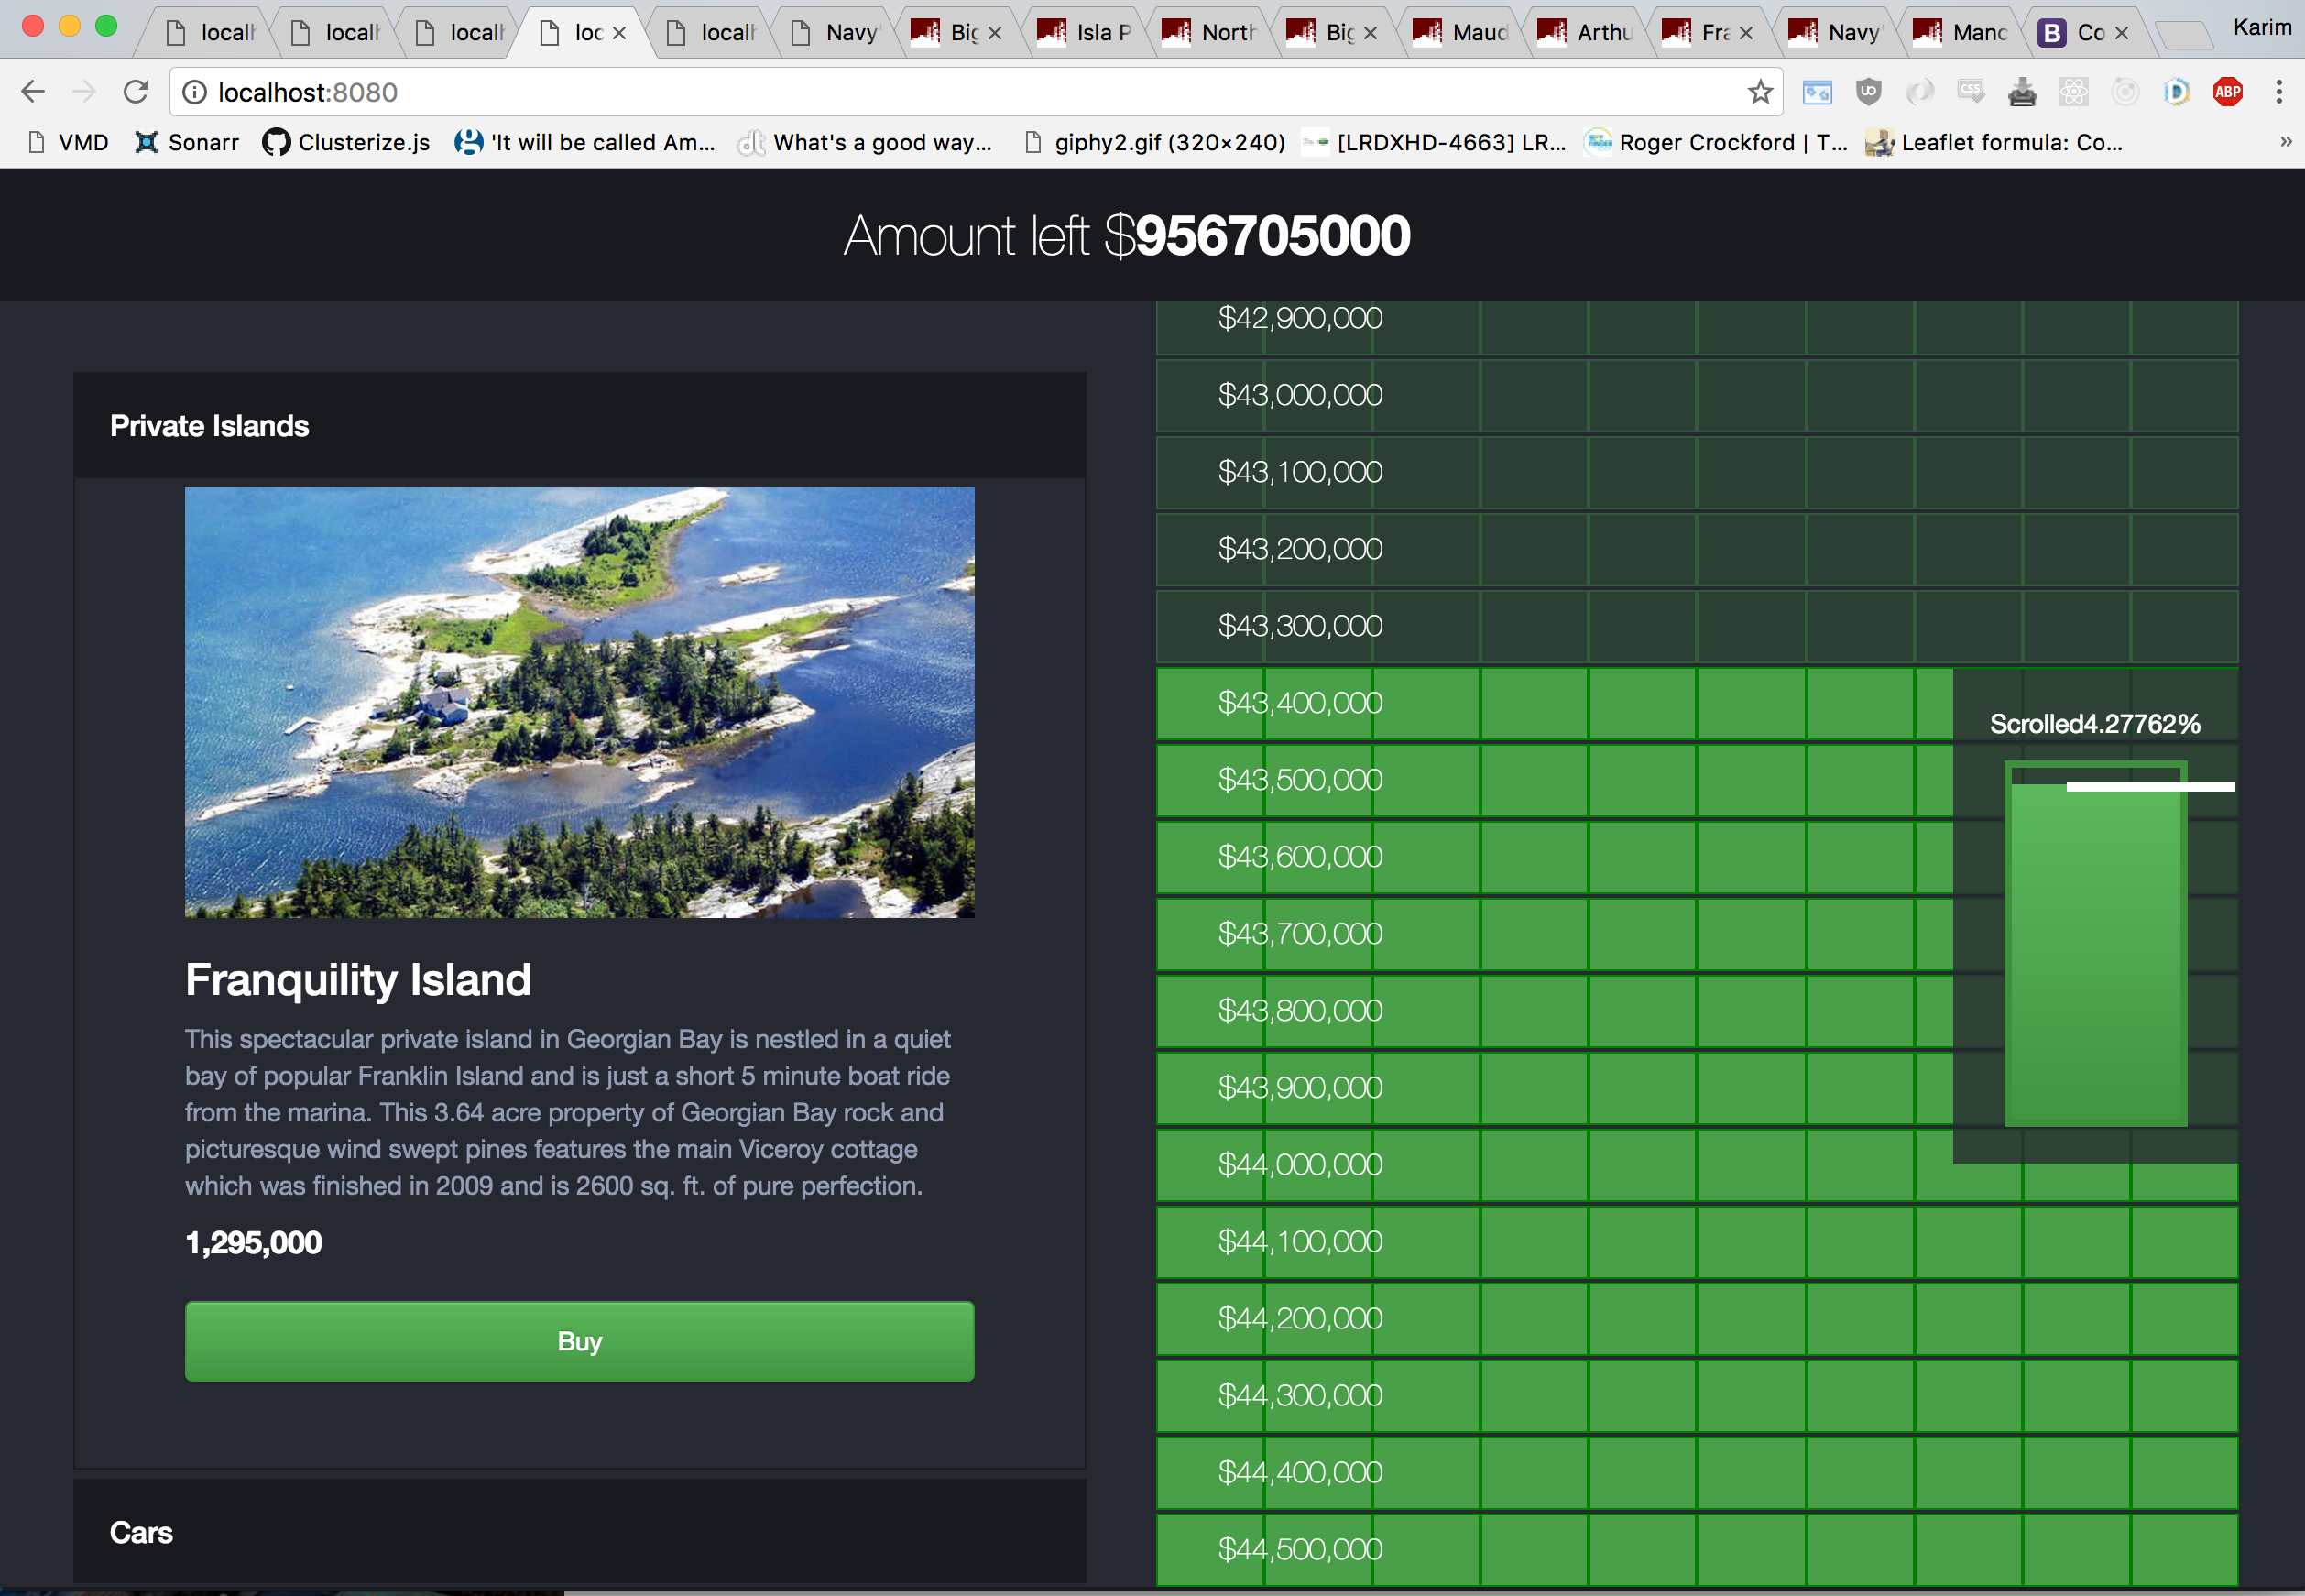 localh
localh
localh
loc
localh
Navy'
Big
Isla P
North
Big
Maud
Arthu
Fra
Navy'
Manc
Co
Karim
localhost:8080
VMD
Sonarr
Clusterize.js
'It will be called Am...
What's a good way...
giphy2.gif (320×240)
[LRDXHD-4663] LR...
Roger Crockford | T...
Leaflet formula: Co...
»
Amount left $956705000
Private Islands
Franquility Island
This spectacular private island in Georgian Bay is nestled in a quiet
bay of popular Franklin Island and is just a short 5 minute boat ride
from the marina. This 3.64 acre property of Georgian Bay rock and
picturesque wind swept pines features the main Viceroy cottage
which was finished in 2009 and is 2600 sq. ft. of pure perfection.
1,295,000
Buy
Cars
$42,900,000
$43,000,000
$43,100,000
$43,200,000
$43,300,000
$43,400,000
$43,500,000
$43,600,000
$43,700,000
$43,800,000
$43,900,000
$44,000,000
$44,100,000
$44,200,000
$44,300,000
$44,400,000
$44,500,000
Scrolled4.27762%